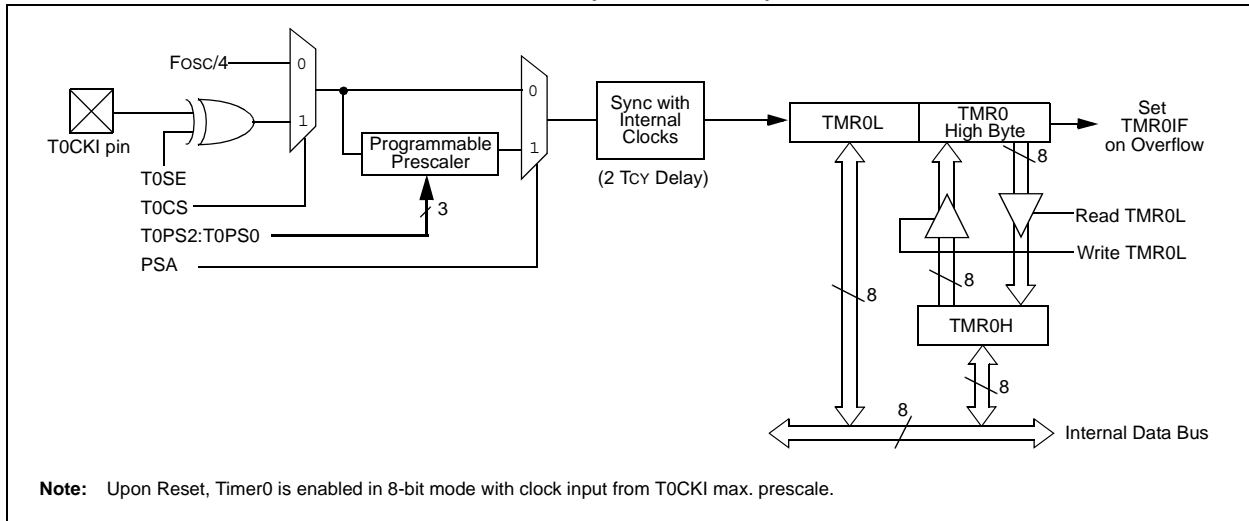 FOSC/4
0
1
T0CKI pin
T0SE
T0CS
T0PS2:T0PS0
PSA
Programmable
Prescaler
3
0
1
Sync with
Internal
Clocks
(2 TCY Delay)
TMR0L
TMR0
High Byte
Set
TMR0IF
on Overflow
8
Read TMR0L
Write TMR0L
8
8
TMR0H
8
8
Internal Data Bus
Note: Upon Reset, Timer0 is enabled in 8-bit mode with clock input from T0CKI max. prescale.